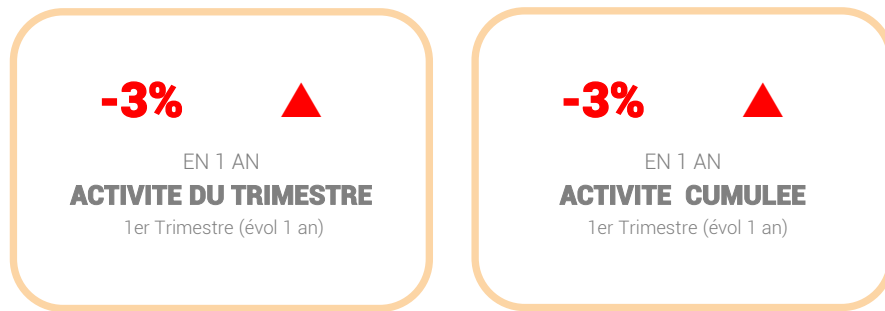 -3%
EN 1 AN
ACTIVITE DU TRIMESTRE
1er Trimestre (évol 1 an)
-3%
EN 1 AN
ACTIVITE CUMULEE
1er Trimestre (évol 1 an)